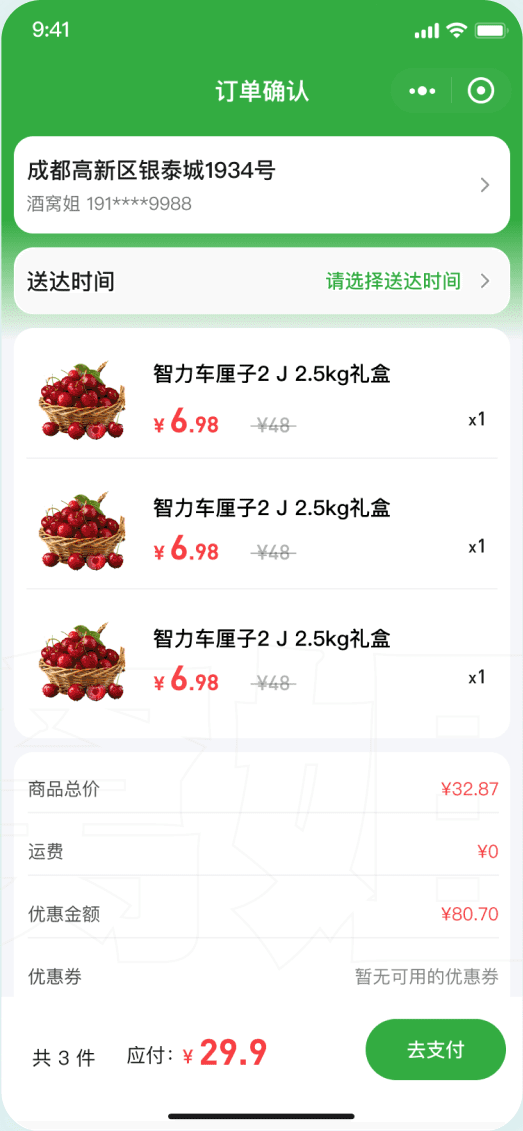 9:41
订单确认
成都高新区银泰城1934号
酒窝姐 191****9988
送达时间 请选择送达时间
智力车厘子2 J 2.5kg礼盒
¥ 6.98 ¥48 x1
智力车厘子2 J 2.5kg礼盒
¥ 6.98 ¥48 x1
智力车厘子2 J 2.5kg礼盒
¥ 6.98 ¥48 x1
商品总价 ¥32.87
运费 ¥0
优惠金额 ¥80.70
优惠券 暂无可用的优惠券
共 3 件 应付: ¥ 29.9 去支付